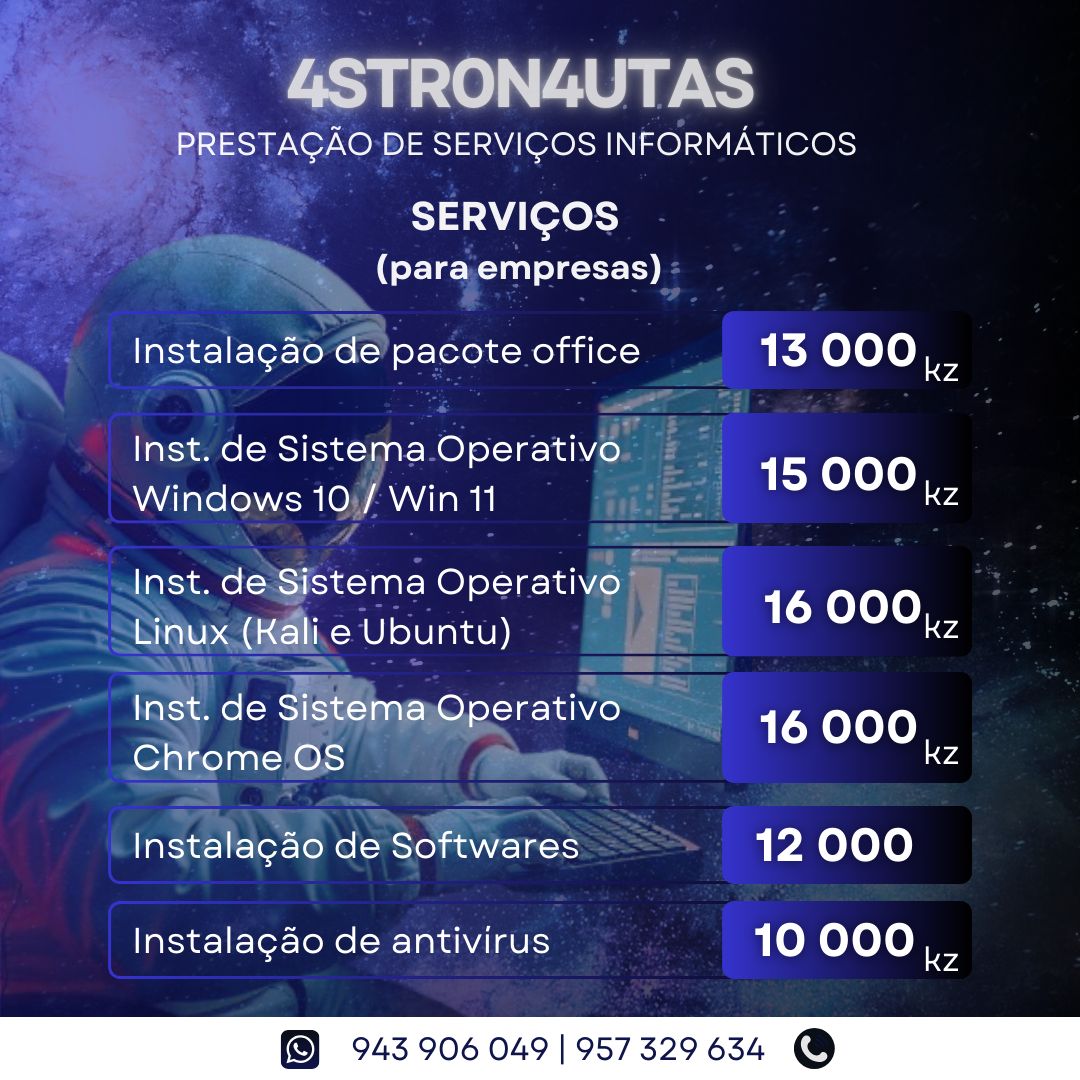 4STR0N4UTAS
PRESTAÇÃO DE SERVIÇOS INFORMÁTICOS
SERVIÇOS
(para empresas)
Instalação de pacote office 13 000 kz
Inst. de Sistema Operativo
Windows 10 / Win 11 15 000 kz
Inst. de Sistema Operativo
Linux (Kali e Ubuntu) 16 000 kz
Inst. de Sistema Operativo
Chrome OS 16 000 kz
Instalação de Softwares 12 000
Instalação de antivírus 10 000 kz
943 906 049 | 957 329 634